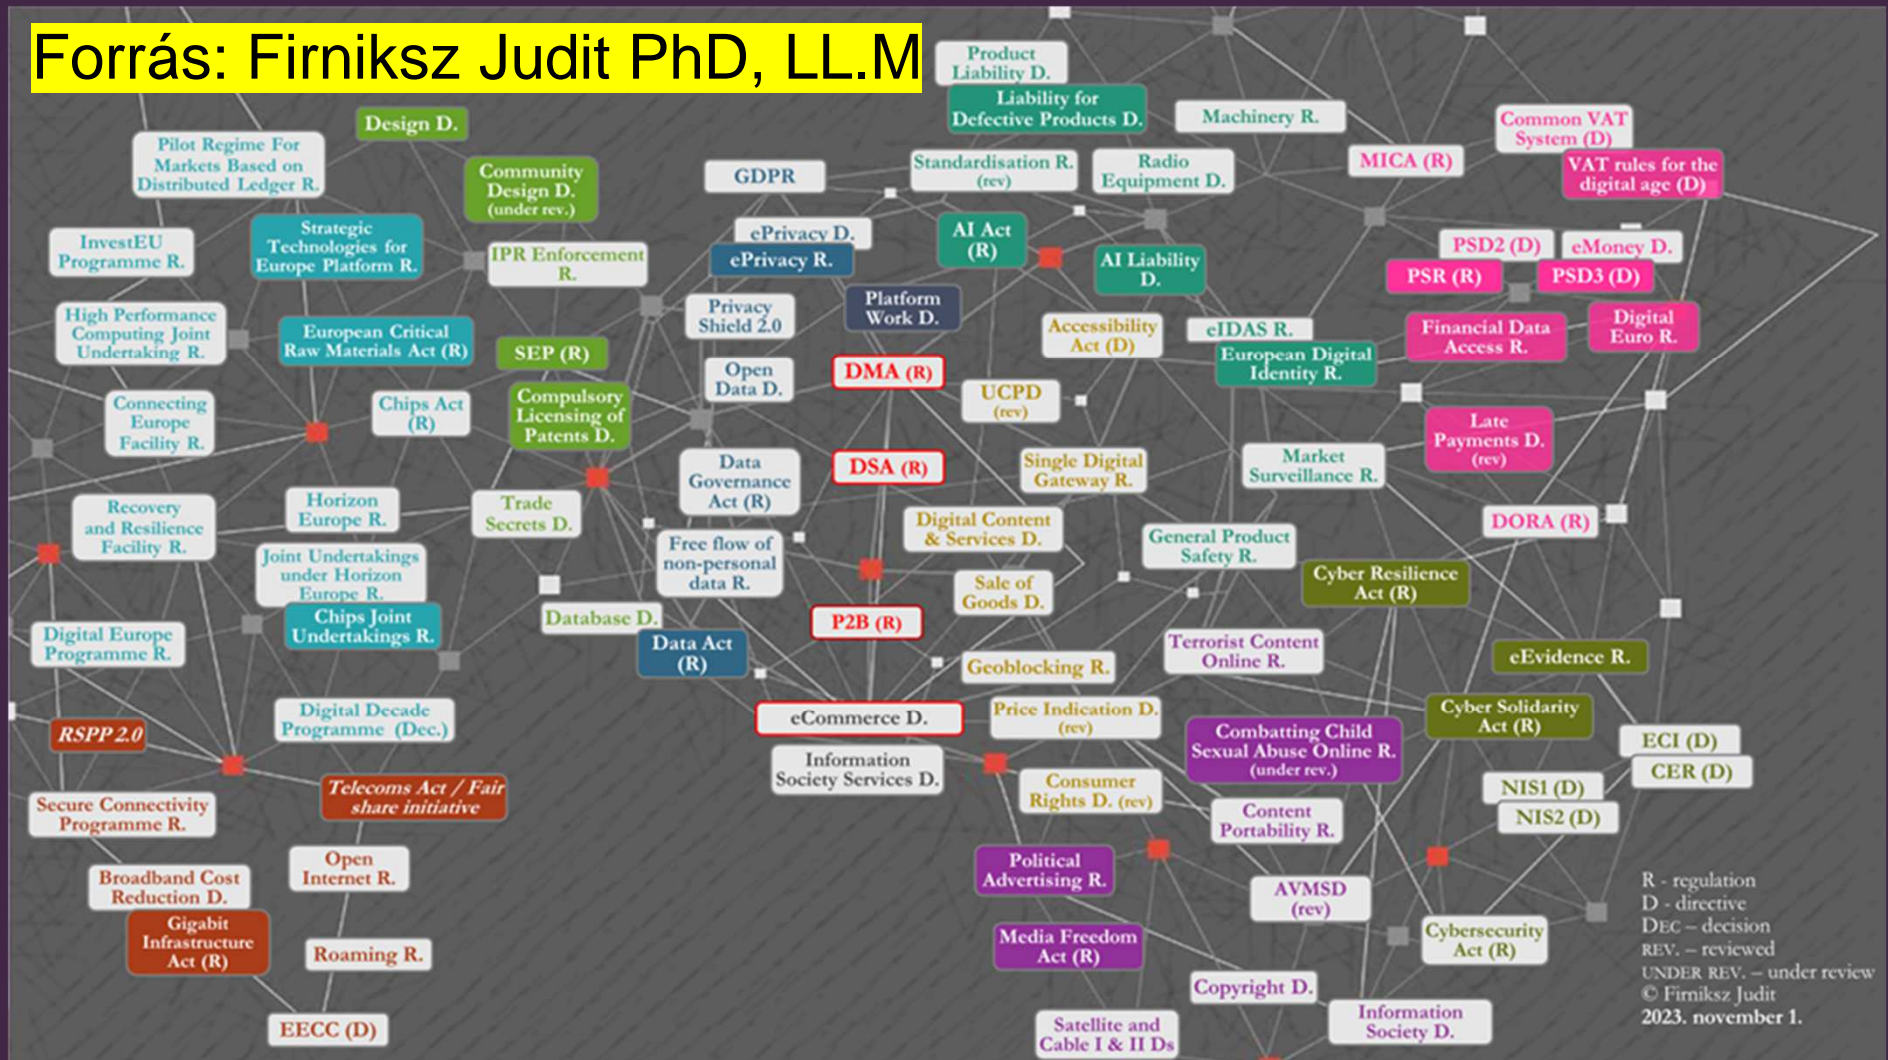 Forrás: Firniksz Judit PhD, LL.M
Product
Liability D.
Liability for
Defective Products D.
Machinery R.
Common VAT
System (D)
VAT rules for the
digital age (D)
MICA (R)
Design D.
Pilot Regime For
Markets Based on
Distributed Ledger R.
Community
Design D.
(under rev.)
GDPR
Standardisation R.
(rev)
Radio
Equipment D.
InvestEU
Programme R.
Strategic
Technologies for
Europe Platform R.
IPR Enforcement
R.
ePrivacy D.
ePrivacy R.
AI Act
(R)
AI Liability
D.
PSD2 (D)
eMoney D.
PSR (R)
PSD3 (D)
High Performance
Computing Joint
Undertaking R.
European Critical
Raw Materials Act (R)
SEP (R)
Privacy
Shield 2.0
Platform
Work D.
Accessibility
Act (D)
eIDAS R.
European Digital
Identity R.
Financial Data
Access R.
Digital
Euro R.
Connecting
Europe
Facility R.
Chips Act
(R)
Compulsory
Licensing of
Patents D.
Open
Data D.
DMA (R)
UCPD
(rev)
Late
Payments D.
(rev)
Data
Governance
Act (R)
DSA (R)
Single Digital
Gateway R.
Market
Surveillance R.
Recovery
and Resilience
Facility R.
Horizon
Europe R.
Trade
Secrets D.
Digital Content
& Services D.
General Product
Safety R.
DORA (R)
Joint Undertakings
under Horizon
Europe R.
Chips Joint
Undertakings R.
Free flow of
non-personal
data R.
Sale of
Goods D.
Cyber Resilience
Act (R)
Digital Europe
Programme R.
Database D.
Data Act
(R)
P2B (R)
Geoblocking R.
Terrorist Content
Online R.
eEvidence R.
RSPP 2.0
Digital Decade
Programme (Dec.)
eCommerce D.
Information
Society Services D.
Price Indication D.
(rev)
Combatting Child
Sexual Abuse Online R.
(under rev.)
Cyber Solidarity
Act (R)
ECI (D)
CER (D)
Secure Connectivity
Programme R.
Telecoms Act / Fair
share initiative
Consumer
Rights D. (rev)
Content
Portability R.
NIS1 (D)
NIS2 (D)
Broadband Cost
Reduction D.
Gigabit
Infrastructure
Act (R)
Open
Internet R.
Political
Advertising R.
AVMSD
(rev)
Roaming R.
Media Freedom
Act (R)
Cybersecurity
Act (R)
EECC (D)
Copyright D.
Satellite and
Cable I & II Ds
Information
Society D.
R - regulation
D - directive
DEC – decision
REV. – reviewed
UNDER REV. – under review
© Firniksz Judit
2023. november 1.